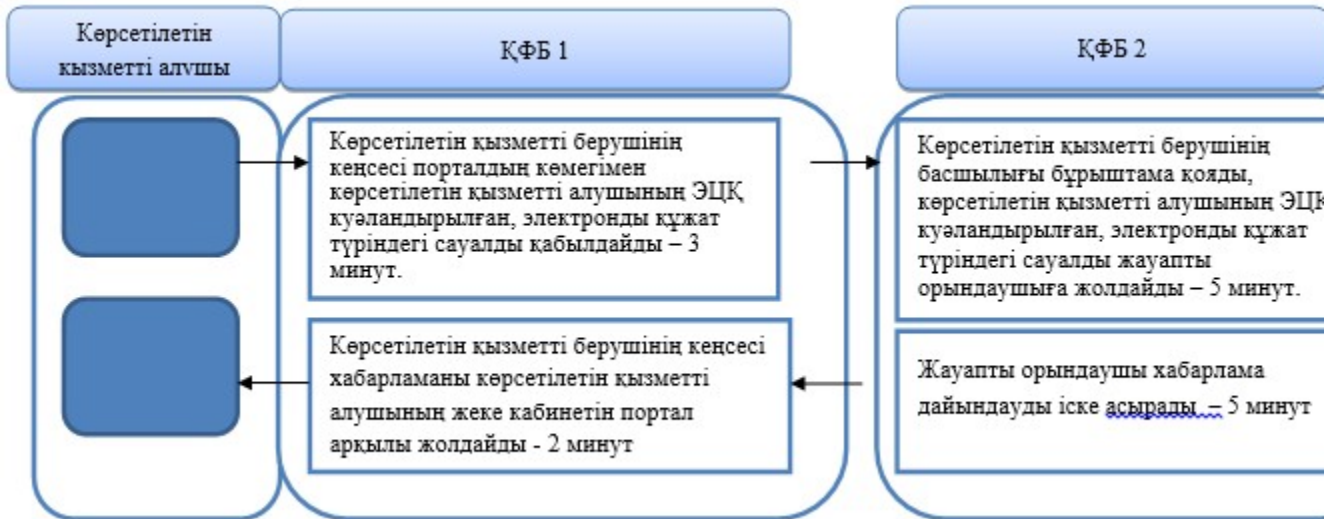 Көрсетілетін
қызметті алушы
ҚФБ 1
ҚФБ 2
Көрсетілетін қызметті берушінің
кеңсесі порталдың көмегімен
көрсетілетін қызметті алушының ЭЦҚ
куәландырылған, электронды құжат
түріндегі сауалды қабылдайды – 3
минут.
Көрсетілетін қызметті берушінің
басшылығы бұрыштама қояды,
көрсетілетін қызметті алушының ЭЦҚ
куәландырылған, электронды құжат
түріндегі сауалды жауапты
орындаушыға жолдайды – 5 минут.
Көрсетілетін қызметті берушінің кеңсесі
хабарламаны көрсетілетін қызметті
алушының жеке кабинетін портал
арқылы жолдайды - 2 минут
Жауапты орындаушы хабарлама
дайындауды іске асырады – 5 минут